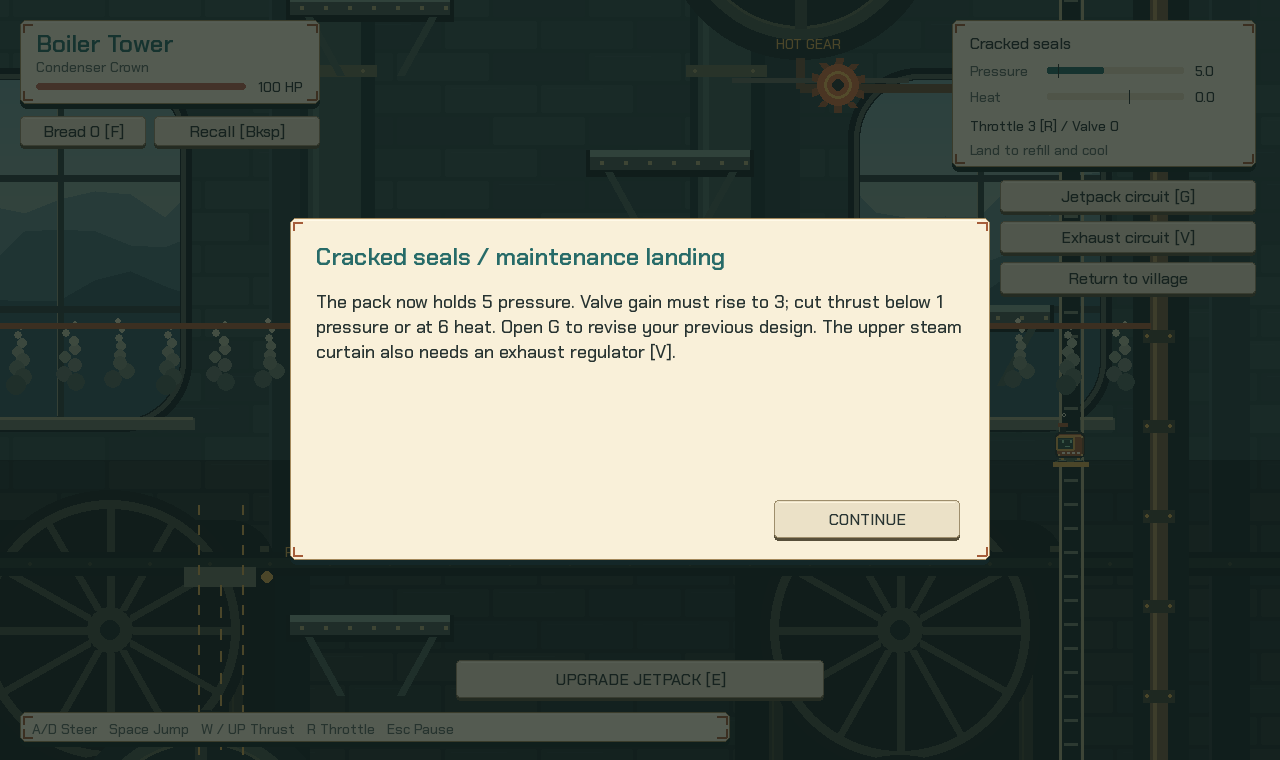 Boiler Tower
Condenser Crown
100 HP
Bread 0 [F]
Recall [Bksp]
HOT GEAR
Cracked seals
Pressure 5.0
Heat 0.0
Throttle 3 [R] / Valve 0
Land to refill and cool
Jetpack circuit [G]
Exhaust circuit [V]
Return to village
Cracked seals / maintenance landing
The pack now holds 5 pressure. Valve gain must rise to 3; cut thrust below 1
pressure or at 6 heat. Open G to revise your previous design. The upper steam
curtain also needs an exhaust regulator [V].
CONTINUE
UPGRADE JETPACK [E]
A/D Steer Space Jump W / UP Thrust R Throttle Esc Pause